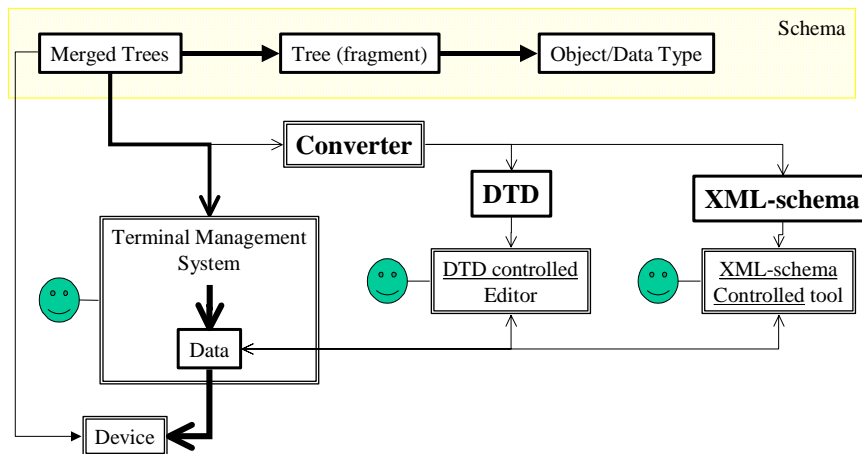 Schema
Merged Trees
Tree (fragment)
Object/Data Type
Converter
DTD
XML-schema
Terminal Management
System
DTD controlled
Editor
XML-schema
Controlled tool
Data
Device